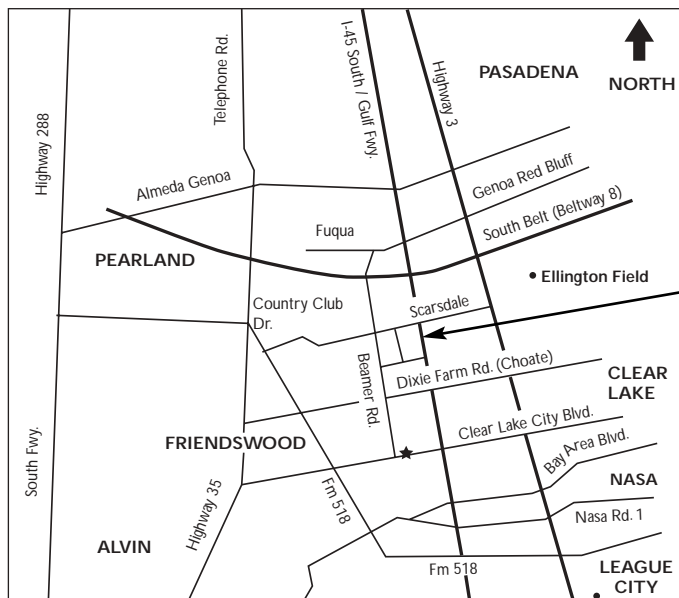 I-45 South / Gulf Fwy.
Telephone Rd.
Highway 3
PASADENA
NORTH
Highway 288
Almeda Genoa
Genoa Red Bluff
Fuqua
South Belt (Beltway 8)
PEARLAND
Ellington Field
Country Club
Dr.
Scarsdale
Beamer Rd.
Dixie Farm Rd. (Choate)
CLEAR
LAKE
Clear Lake City Blvd.
FRIENDSWOOD
Bay Area Blvd.
South Fwy.
Highway 35
Fm 518
NASA
Nasa Rd. 1
ALVIN
Fm 518
LEAGUE
CITY